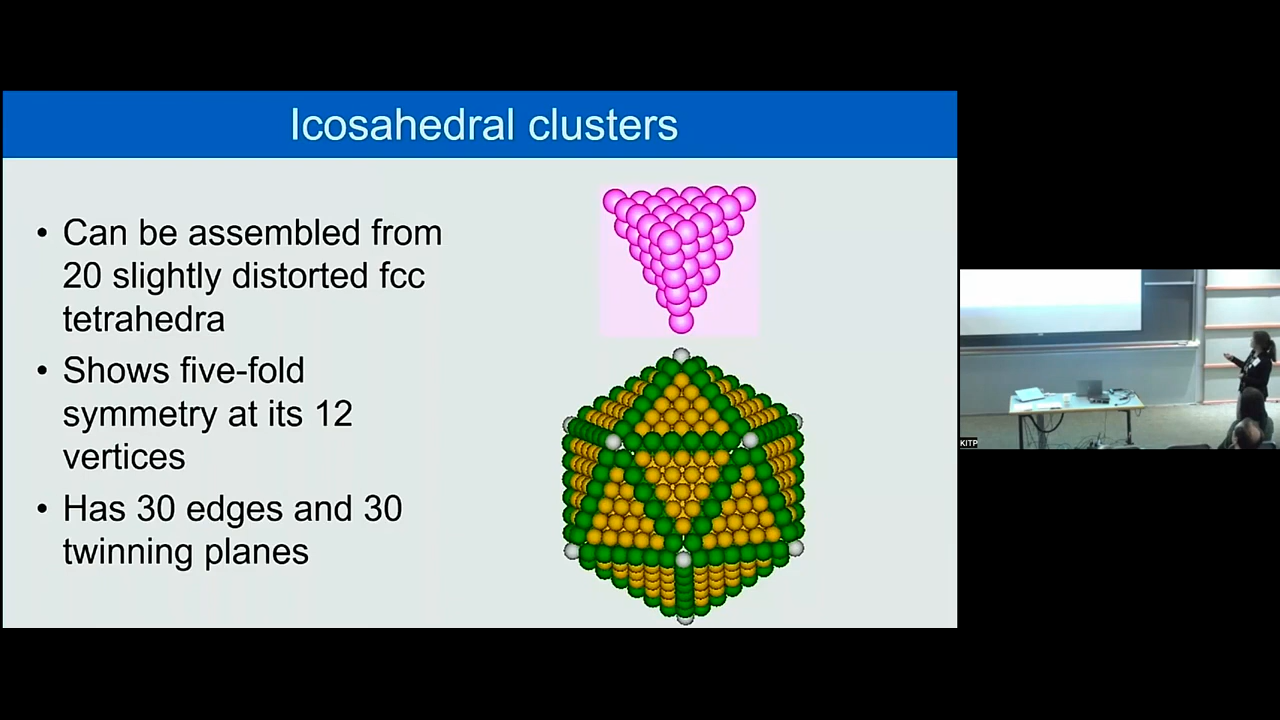 Icosahedral clusters
• Can be assembled from
20 slightly distorted fcc
tetrahedra
• Shows five-fold
symmetry at its 12
vertices
• Has 30 edges and 30
twinning planes
KITP